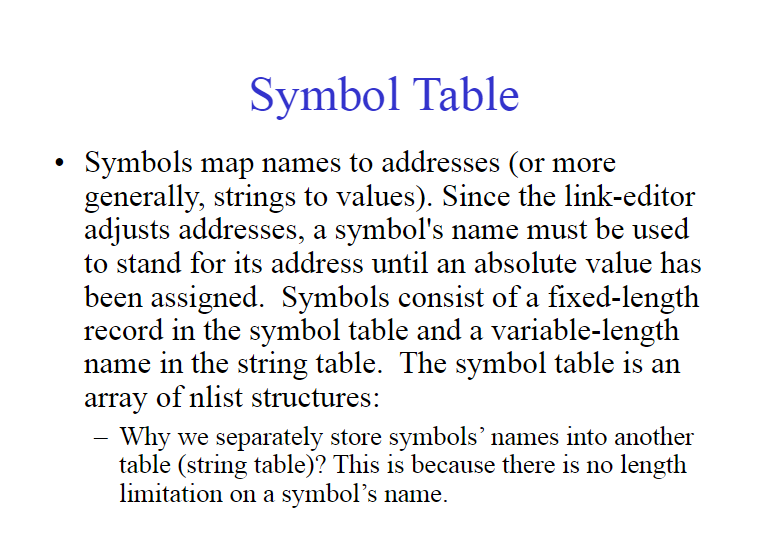 Symbol Table
• Symbols map names to addresses (or more
generally, strings to values). Since the link-editor
adjusts addresses, a symbol's name must be used
to stand for its address until an absolute value has
been assigned.  Symbols consist of a fixed-length
record in the symbol table and a variable-length
name in the string table.  The symbol table is an
array of nlist structures:
– Why we separately store symbols’ names into another
table (string table)? This is because there is no length
limitation on a symbol’s name.